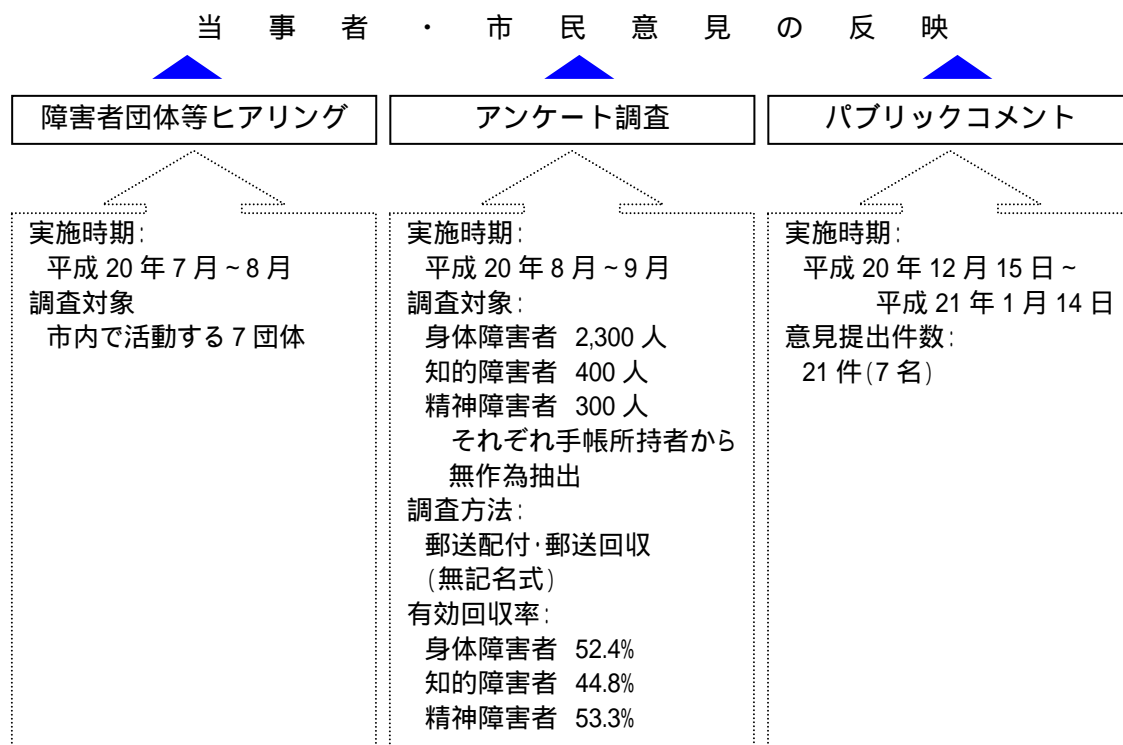 当事者・市民意見の反映
障害者団体等ヒアリング
実施時期:
平成 20 年 7 月~8 月
調査対象
市内で活動する 7 団体
アンケート調査
実施時期:
平成 20 年 8 月~9 月
調査対象:
身体障害者 2,300 人
知的障害者 400 人
精神障害者 300 人
それぞれ手帳所持者から
無作為抽出
調査方法:
郵送配付・郵送回収
(無記名式)
有効回収率:
身体障害者 52.4%
知的障害者 44.8%
精神障害者 53.3%
パブリックコメント
実施時期:
平成 20 年 12 月 15 日~
平成 21 年 1 月 14 日
意見提出件数:
21 件(7 名)